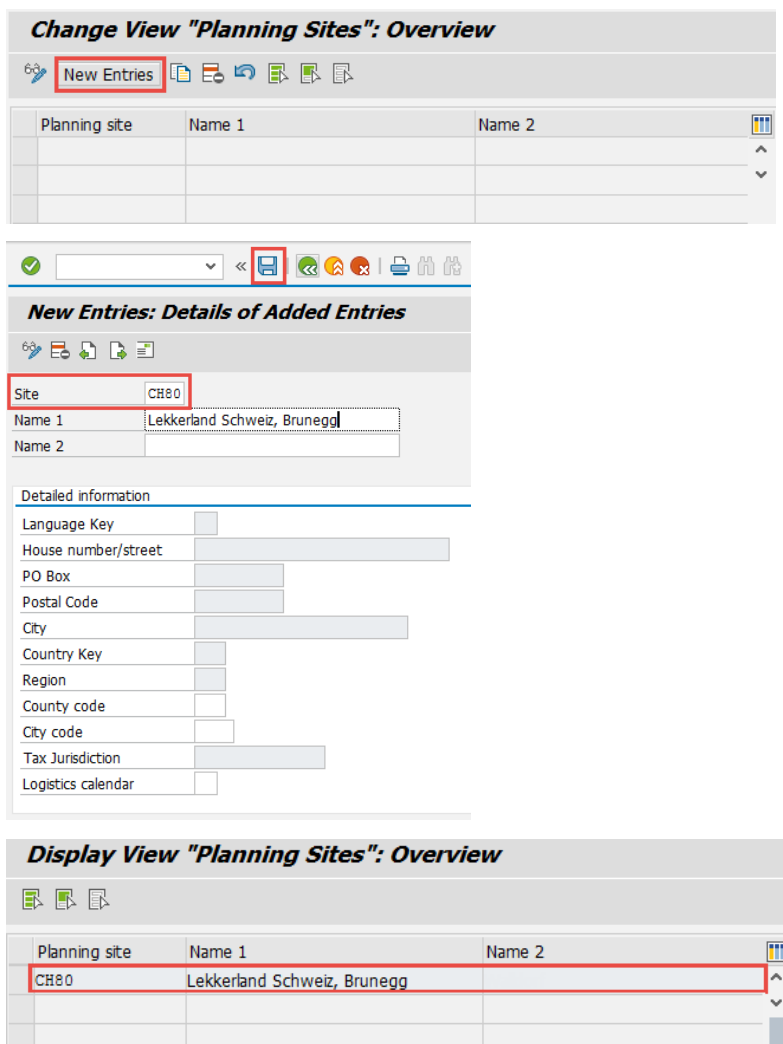 Change View "Planning Sites": Overview
New Entries
Planning site Name 1 Name 2
New Entries: Details of Added Entries
Site CH80
Name 1 Lekkerland Schweiz, Brunegg
Name 2
Detailed information
Language Key
House number/street
PO Box
Postal Code
City
Country Key
Region
County code
City code
Tax Jurisdiction
Logistics calendar
Display View "Planning Sites": Overview
Planning site Name 1 Name 2
CH80 Lekkerland Schweiz, Brunegg